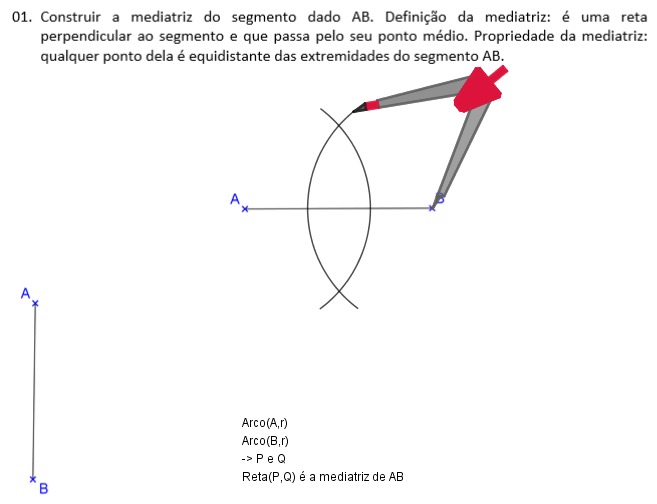 01. Construir a mediatriz do segmento dado AB. Definição da mediatriz: é uma reta
perpendicular ao segmento e que passa pelo seu ponto médio. Propriedade da mediatriz:
qualquer ponto dela é equidistante das extremidades do segmento AB.
A
B
A
B
Arco(A,r)
Arco(B,r)
-> P e Q
Reta(P,Q) é a mediatriz de AB